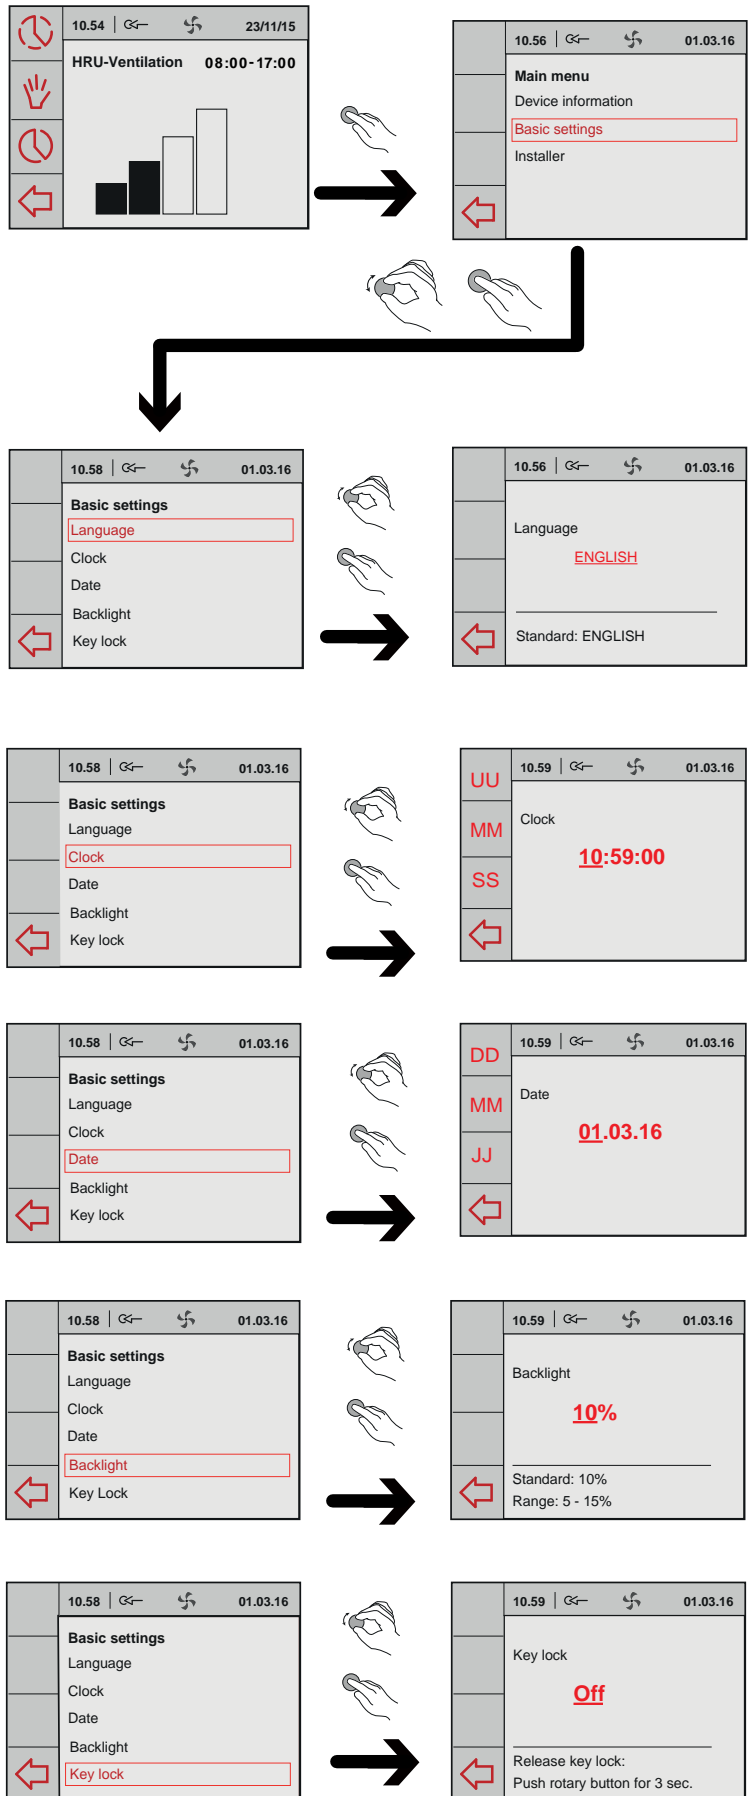 10.54 23/11/15
HRU-Ventilation 08:00-17:00
10.56 01.03.16
Main menu
Device information
Basic settings
Installer
10.58 01.03.16
Basic settings
Language
Clock
Date
Backlight
Key lock
10.56 01.03.16
Language
ENGLISH
Standard: ENGLISH
10.58 01.03.16
Basic settings
Language
Clock
Date
Backlight
Key lock
UU
MM
SS
10.59 01.03.16
Clock
10:59:00
10.58 01.03.16
Basic settings
Language
Clock
Date
Backlight
Key lock
DD
MM
JJ
10.59 01.03.16
Date
01.03.16
10.58 01.03.16
Basic settings
Language
Clock
Date
Backlight
Key Lock
10.59 01.03.16
Backlight
10%
Standard: 10%
Range: 5 - 15%
10.58 01.03.16
Basic settings
Language
Clock
Date
Backlight
Key lock
10.59 01.03.16
Key lock
Off
Release key lock:
Push rotary button for 3 sec.